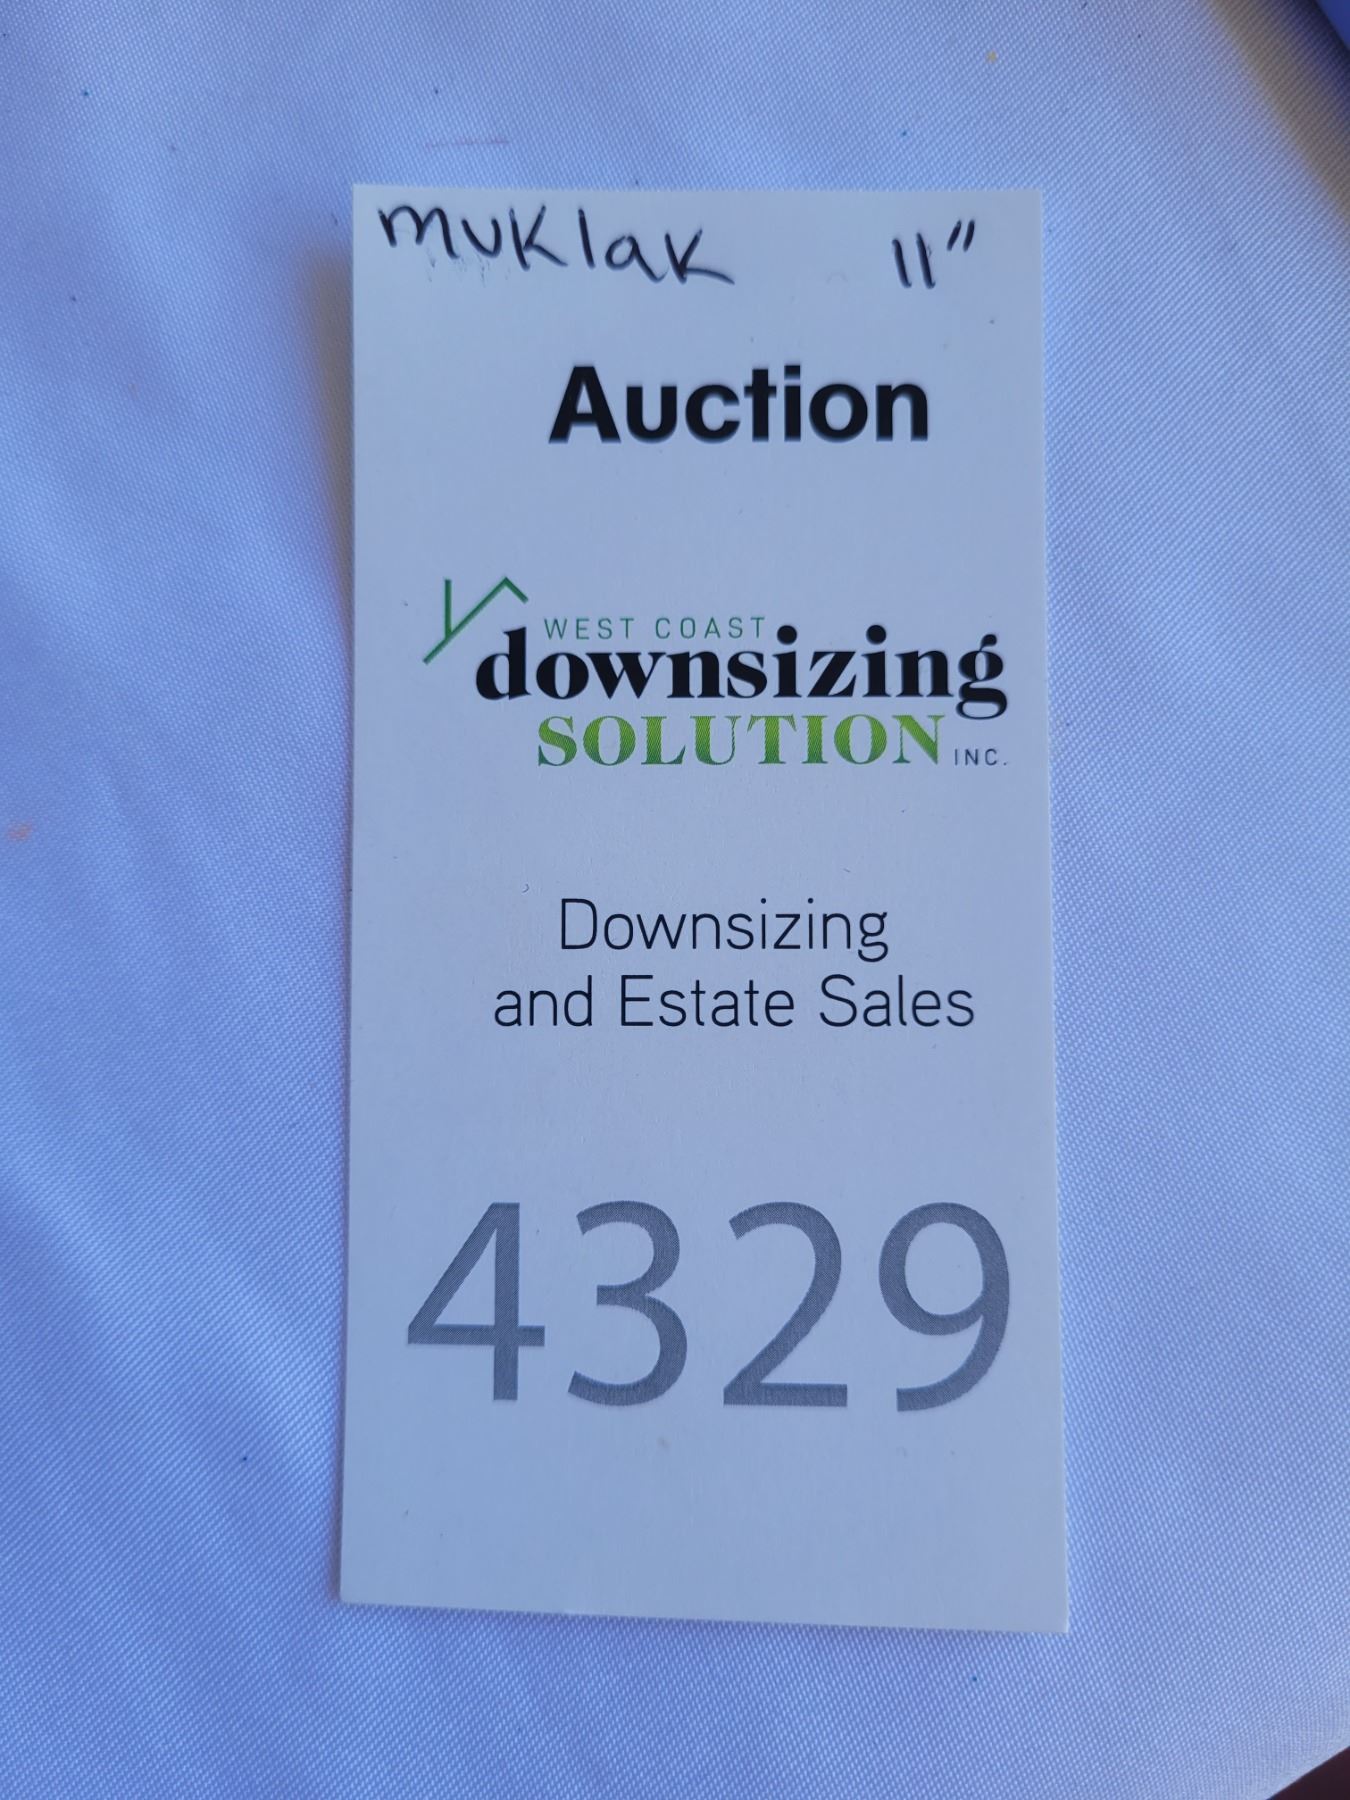 muklak 11"
Auction
WEST COAST
downsizing
SOLUTION INC.
Downsizing
and Estate Sales
4329